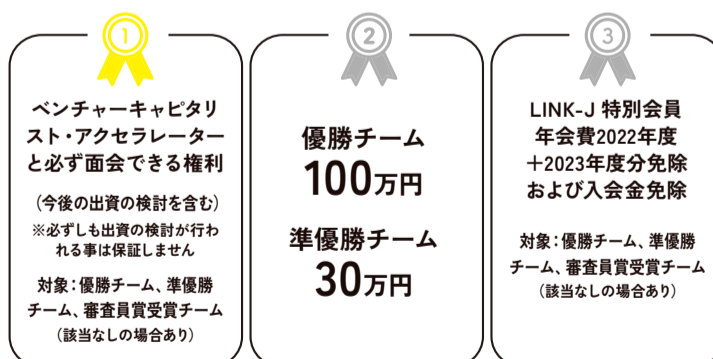 1
ベンチャーキャピタリ
スト・アクセラレーター
と必ず面会できる権利
（今後の出資の検討を含む）
※必ずしも出資の検討が行わ
れる事は保証しません
対象：優勝チーム、準優勝
チーム、審査員賞受賞チーム
（該当なしの場合あり）
2
優勝チーム
100万円
準優勝チーム
30万円
3
LINK-J 特別会員
年会費2022年度
＋2023年度分免除
および入会金免除
対象：優勝チーム、準優勝
チーム、審査員賞受賞チーム
（該当なしの場合あり）